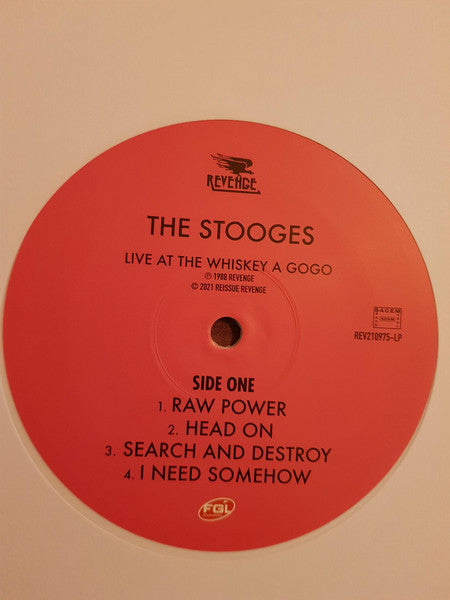 REVENGE
THE STOOGES
LIVE AT THE WHISKEY A GOGO
℗ 1988 REVENGE
© 2021 REISSUE REVENGE
SACEM
REV210975-LP
SIDE ONE
1. RAW POWER
2. HEAD ON
3. SEARCH AND DESTROY
4. I NEED SOMEHOW
FGL